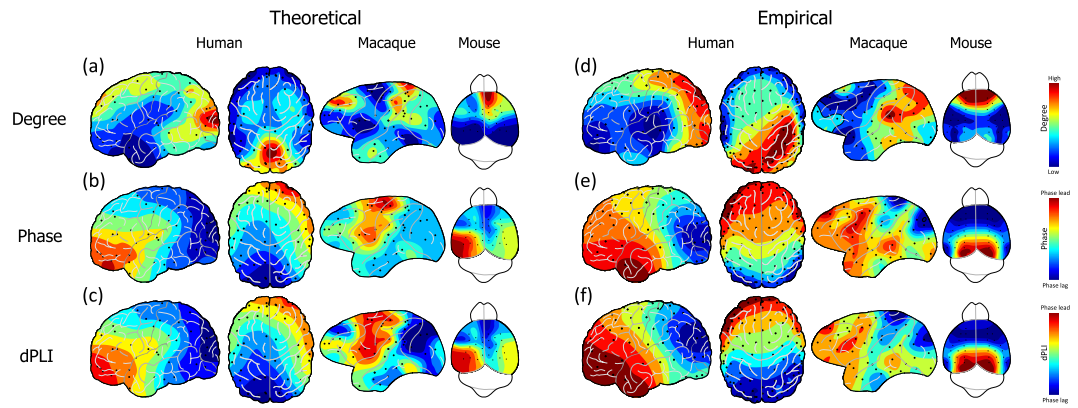 Theoretical
Empirical
Human
Macaque
Mouse
Human
Macaque
Mouse
(a)
(d)
Degree
High
Degree
Low
(b)
(e)
Phase
Phase lead
Phase
Phase lag
(c)
(f)
dPLI
Phase lead
dPLI
Phase lag